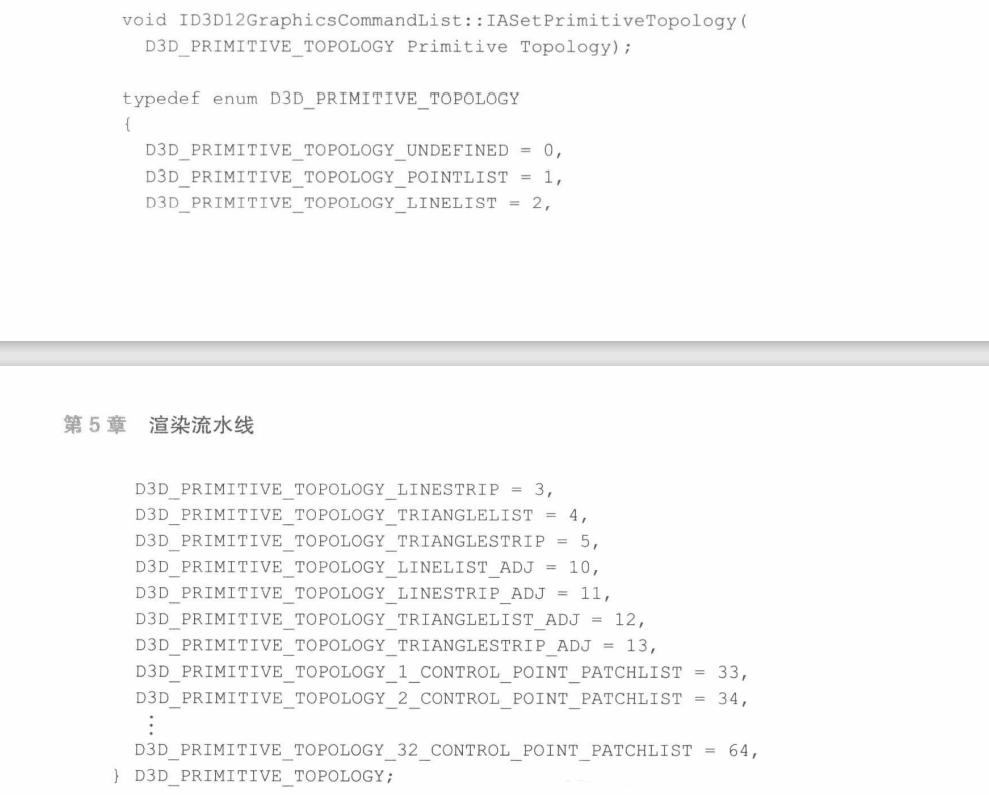 void ID3D12GraphicsCommandList::IASetPrimitiveTopology(
D3D_PRIMITIVE_TOPOLOGY Primitive Topology);
typedef enum D3D_PRIMITIVE_TOPOLOGY
{
D3D_PRIMITIVE_TOPOLOGY_UNDEFINED = 0,
D3D_PRIMITIVE_TOPOLOGY_POINTLIST = 1,
D3D_PRIMITIVE_TOPOLOGY_LINELIST = 2,
第 5 章 渲染流水线
D3D_PRIMITIVE_TOPOLOGY_LINESTRIP = 3,
D3D_PRIMITIVE_TOPOLOGY_TRIANGLELIST = 4,
D3D_PRIMITIVE_TOPOLOGY_TRIANGLESTRIP = 5,
D3D_PRIMITIVE_TOPOLOGY_LINELIST_ADJ = 10,
D3D_PRIMITIVE_TOPOLOGY_LINESTRIP_ADJ = 11,
D3D_PRIMITIVE_TOPOLOGY_TRIANGLELIST_ADJ = 12,
D3D_PRIMITIVE_TOPOLOGY_TRIANGLESTRIP_ADJ = 13,
D3D_PRIMITIVE_TOPOLOGY_1_CONTROL_POINT_PATCHLIST = 33,
D3D_PRIMITIVE_TOPOLOGY_2_CONTROL_POINT_PATCHLIST = 34,
⋮
D3D_PRIMITIVE_TOPOLOGY_32_CONTROL_POINT_PATCHLIST = 64,
} D3D_PRIMITIVE_TOPOLOGY;